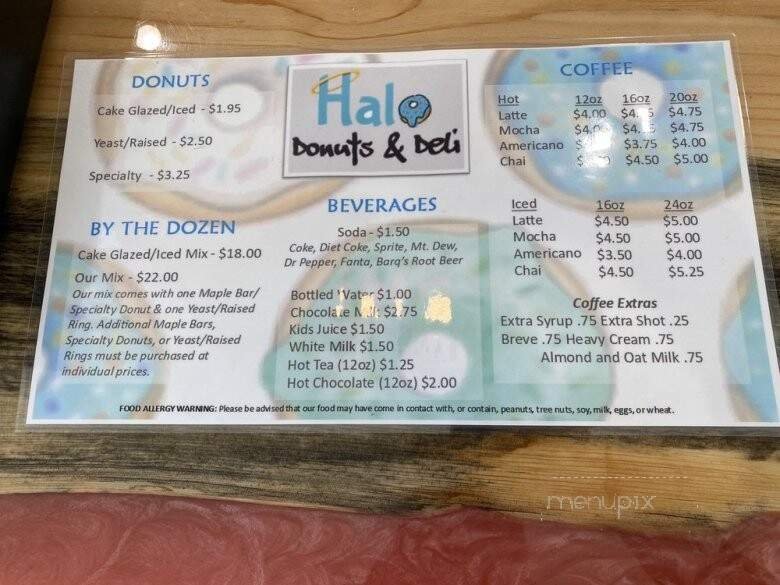 DONUTS
Cake Glazed/Iced - $1.95
Yeast/Raised - $2.50
Specialty - $3.25
BY THE DOZEN
Cake Glazed/Iced Mix - $18.00
Our Mix - $22.00
Our mix comes with one Maple Bar/
Specialty Donut & one Yeast/Raised
Ring. Additional Maple Bars,
Specialty Donuts, or Yeast/Raised
Rings must be purchased at
individual prices.
Halo
Donuts & Deli
BEVERAGES
Soda - $1.50
Coke, Diet Coke, Sprite, Mt. Dew,
Dr Pepper, Fanta, Barq's Root Beer
Bottled Water $1.00
Chocolate Milk $2.75
Kids Juice $1.50
White Milk $1.50
Hot Tea (12oz) $1.25
Hot Chocolate (12oz) $2.00
COFFEE
Hot 12oz 16oz 20oz
Latte $4.00 $4.75
Mocha $4.75
Americano $3.75 $4.00
Chai $4.50 $5.00
Iced 16oz 24oz
Latte $4.50 $5.00
Mocha $4.50 $5.00
Americano $3.50 $4.00
Chai $4.50 $5.25
Coffee Extras
Extra Syrup .75 Extra Shot .25
Breve .75 Heavy Cream .75
Almond and Oat Milk .75
FOOD ALLERGY WARNING: Please be advised that our food may have come in contact with, or contain, peanuts, tree nuts, soy, milk, eggs, or wheat.
menupix